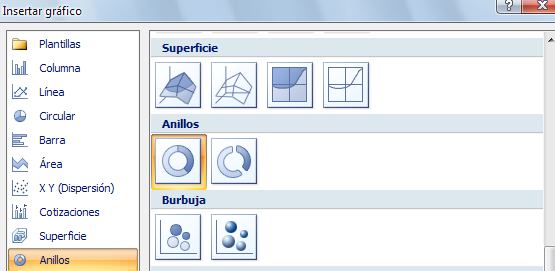 Insertar gráfico
Plantillas
Columna
Línea
Circular
Barra
Área
X Y (Dispersión)
Cotizaciones
Superficie
Anillos
Superficie
Anillos
Burbuja